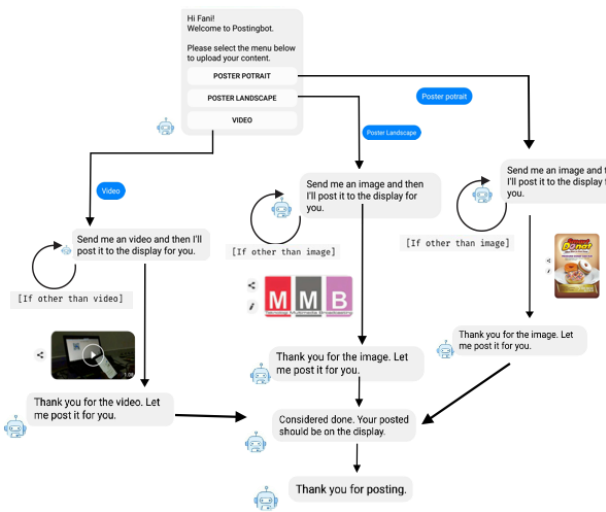 Hi Fani!
Welcome to Postingbot.
Please select the menu below
to upload your content.
POSTER POTRAIT
POSTER LANDSCAPE
VIDEO
Poster potrait
Poster Landscape
Video
Send me an image and then
I'll post it to the display for
you.
[If other than image]
Send me an image and t
I'll post it to the display f
you.
[If other than image]
Send me an video and then I'll
post it to the display for you.
[If other than video]
MMB
Donat
Thank you for the image. Let
me post it for you.
Thank you for the image. Let
me post it for you.
Thank you for the video. Let
me post it for you.
Considered done. Your posted
should be on the display.
Thank you for posting.